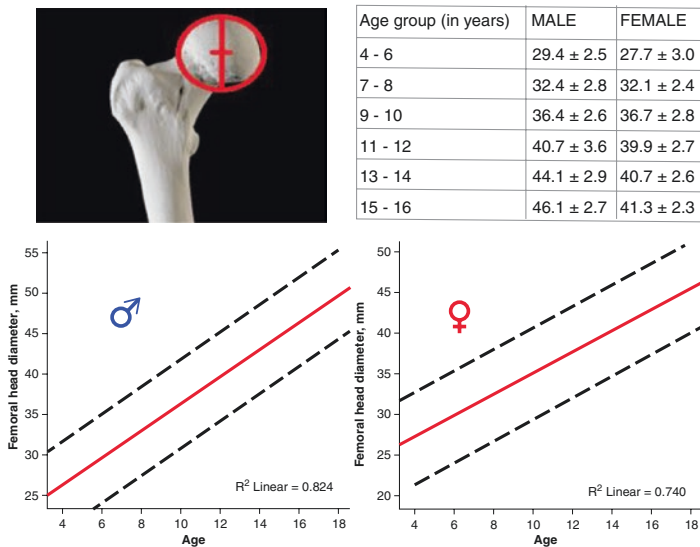 Age group (in years) MALE FEMALE
4 - 6 29.4 ± 2.5 27.7 ± 3.0
7 - 8 32.4 ± 2.8 32.1 ± 2.4
9 - 10 36.4 ± 2.6 36.7 ± 2.8
11 - 12 40.7 ± 3.6 39.9 ± 2.7
13 - 14 44.1 ± 2.9 40.7 ± 2.6
15 - 16 46.1 ± 2.7 41.3 ± 2.3
Femoral head diameter, mm
55
50
45
40
35
30
25
♂
R² Linear = 0.824
4 6 8 10 12 14 16 18
Age
Femoral head diameter, mm
50
45
40
35
30
25
20
♀
R² Linear = 0.740
4 6 8 10 12 14 16 18
Age